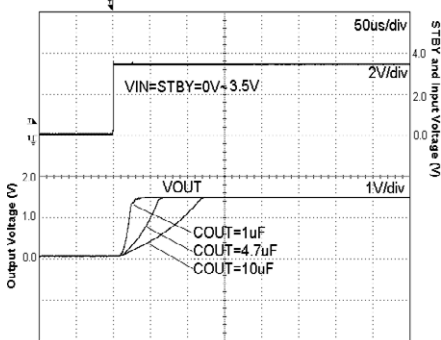 50us/div
4.0
2V/div
VIN=STBY=0V~3.5V
2.0
0.0
STBY and Input Voltage (V)
2.0
VOUT
1V/div
1.0
COUT=1uF
COUT=4.7uF
0.0
COUT=10uF
Output Voltage (V)